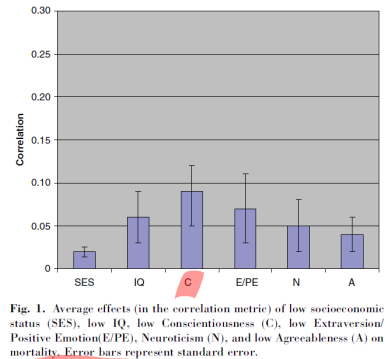 0.30
0.25
0.20
0.15
0.10
0.05
0
Correlation
SES IQ C E/PE N A
Fig. 1. Average effects (in the correlation metric) of low socioeconomic
status (SES), low IQ, low Conscientiousness (C), low Extraversion/
Positive Emotion(E/PE), Neuroticism (N), and low Agreeableness (A) on
mortality. Error bars represent standard error.